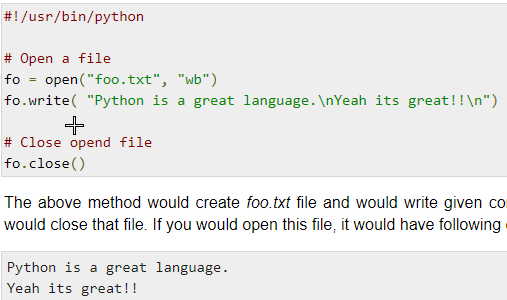 #!/usr/bin/python
# Open a file
fo = open("foo.txt", "wb")
fo.write( "Python is a great language.\nYeah its great!!\n")
# Close opend file
fo.close()
The above method would create foo.txt file and would write given
would close that file. If you would open this file, it would have following
Python is a great language.
Yeah its great!!